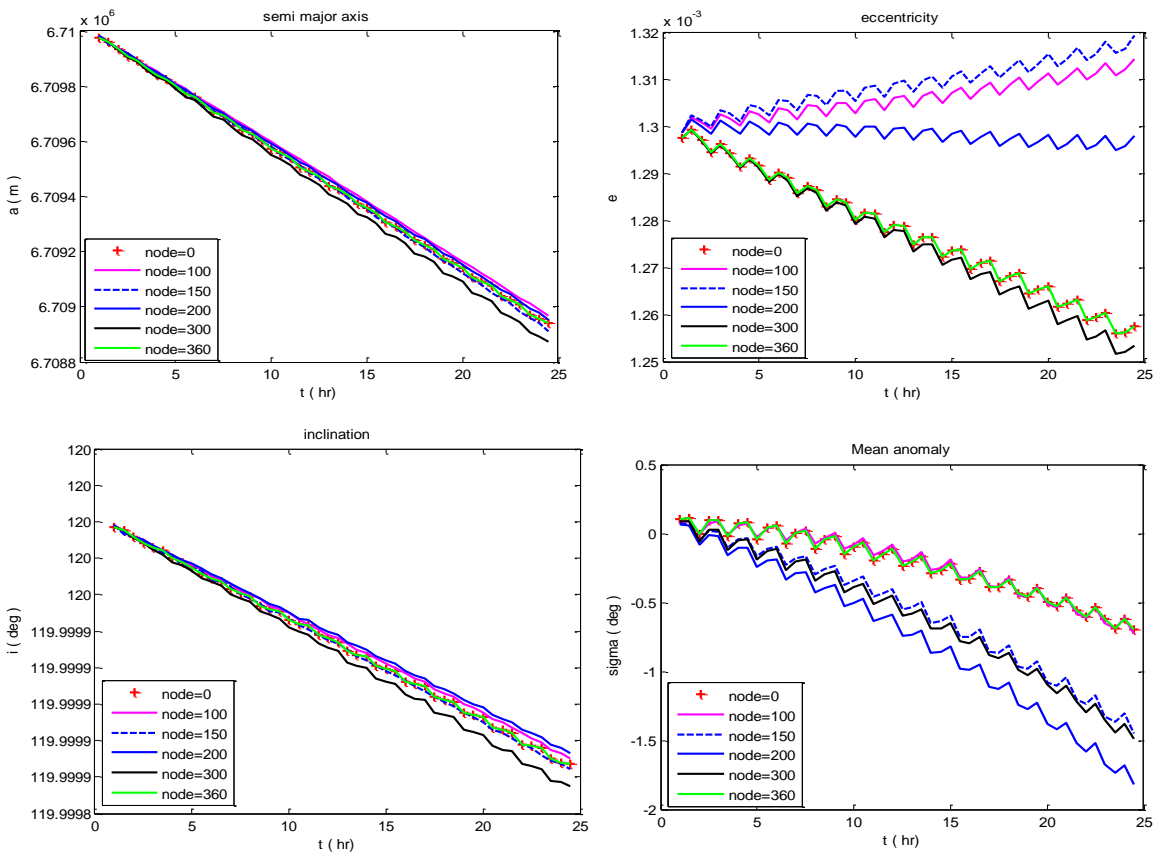 semi major axis
x 10^6
6.71
6.7098
6.7096
6.7094
6.7092
6.709
6.7088
a ( m )
node=0
node=100
node=150
node=200
node=300
node=360
0 5 10 15 20 25
t ( hr)
eccentricity
x 10^-3
1.32
1.31
1.3
1.29
1.28
1.27
1.26
1.25
e
node=0
node=100
node=150
node=200
node=300
node=360
0 5 10 15 20 25
t ( hr)
inclination
120
120
120
120
120
119.9999
119.9999
119.9999
119.9999
119.9999
119.9998
i ( deg)
node=0
node=100
node=150
node=200
node=300
node=360
0 5 10 15 20 25
t ( hr)
Mean anomaly
0.5
0
-0.5
-1
-1.5
-2
sigma ( deg)
node=0
node=100
node=150
node=200
node=300
node=360
0 5 10 15 20 25
t ( hr)